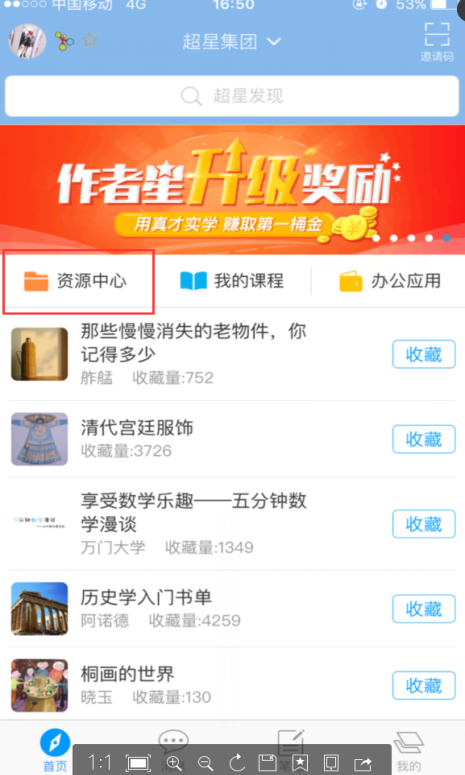 中国移动 4G 16:50 53%
超星集团
邀请码
超星发现
作者星升级奖励
用真才实学 赚取第一桶金
资源中心 我的课程 办公应用
那些慢慢消失的老物件，你
记得多少
舴艋 收藏量:752
收藏
清代宫廷服饰
收藏量:3726
收藏
享受数学乐趣——五分钟数
学漫谈
万门大学 收藏量:1349
收藏
历史学入门书单
阿诺德 收藏量:4259
收藏
桐画的世界
晓玉 收藏量:130
收藏
首页
1:1
我的